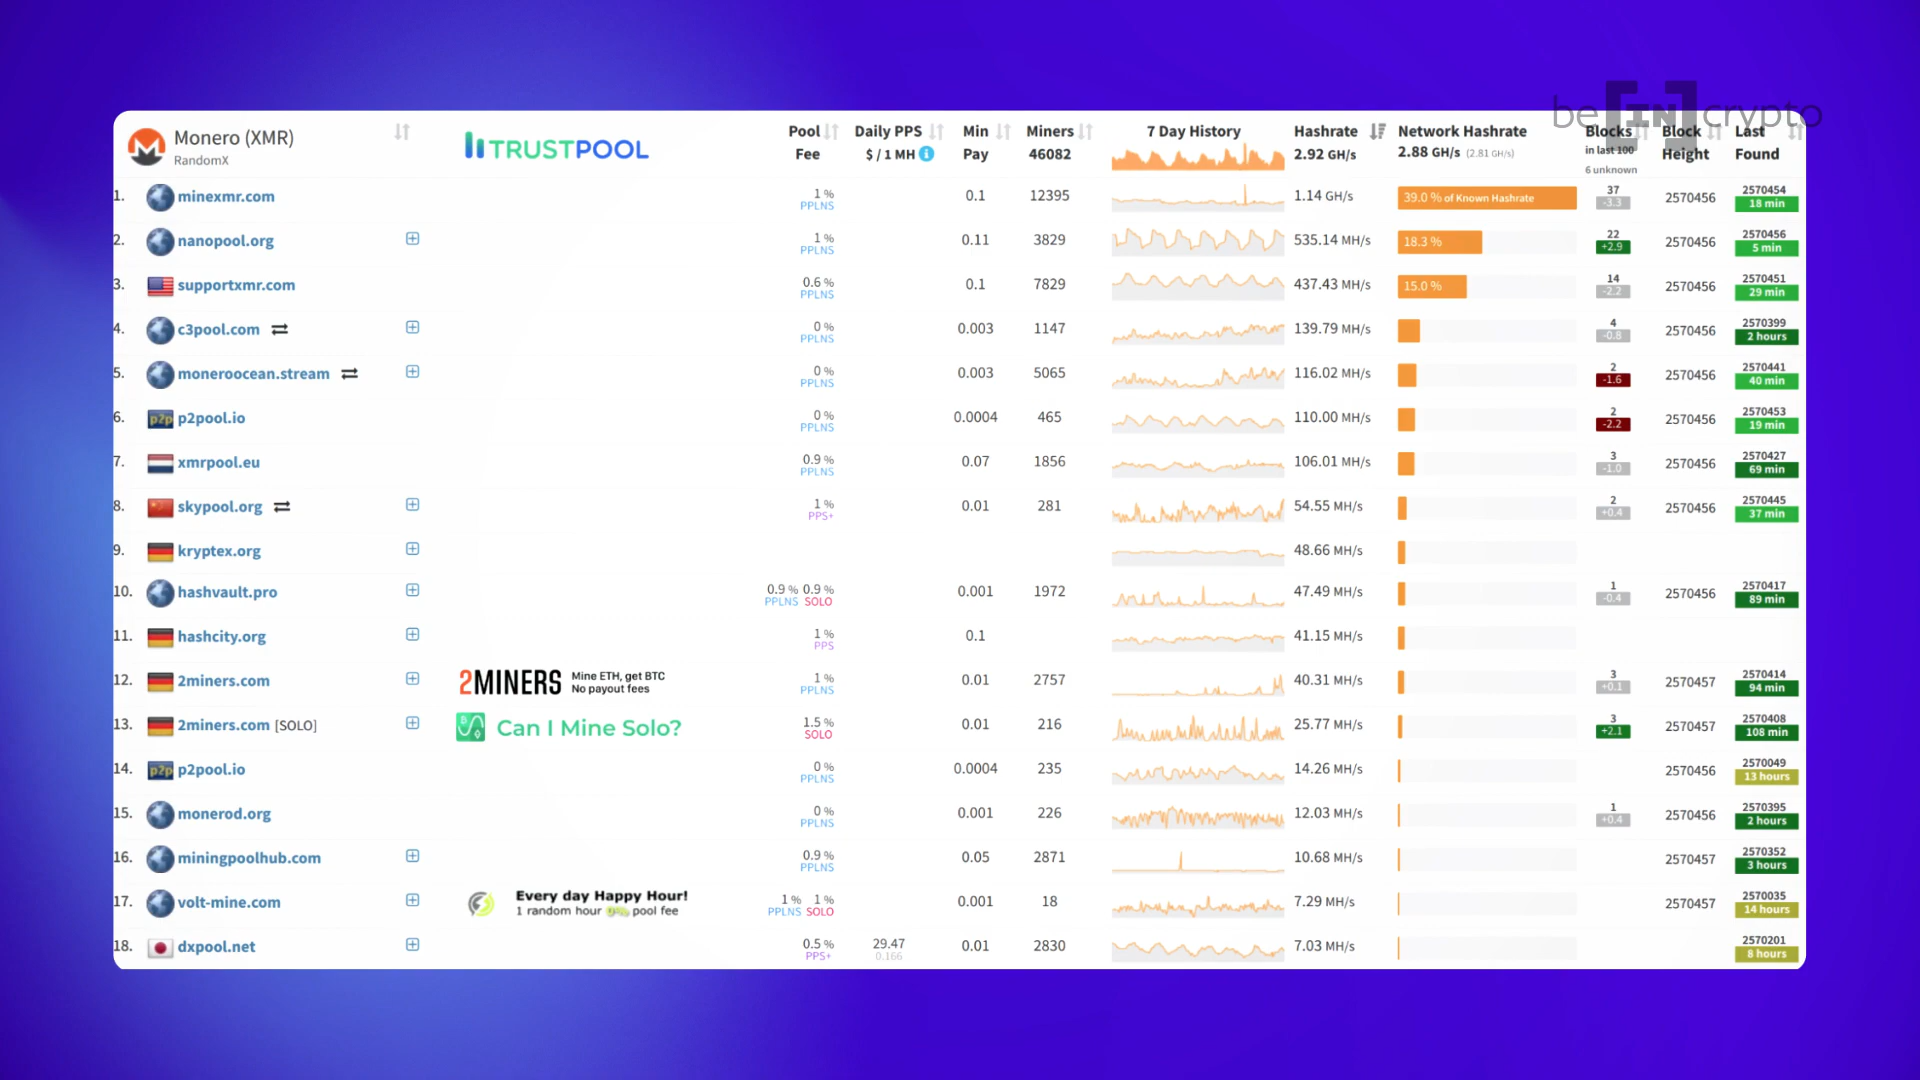 be[IN]crypto
Monero (XMR)
RandomX
TRUSTPOOL
Pool Fee
Daily PPS $ / 1 MH
Min Pay
Miners 46082
7 Day History
Hashrate 2.92 GH/s
Network Hashrate 2.88 GH/s (2.81 GH/s)
Blocks in last 100 6 unknown
Block Height
Last Found
1. minexmr.com 1 % PPLNS 0.1 12395 1.14 GH/s 39.0 % of Known Hashrate 37 -3.3 2570456 2570454 18 min
2. nanopool.org 1 % PPLNS 0.11 3829 535.14 MH/s 18.3 % 22 +2.9 2570456 2570456 5 min
3. supportxmr.com 0.6 % PPLNS 0.1 7829 437.43 MH/s 15.0 % 14 -2.2 2570456 2570451 29 min
4. c3pool.com 0 % PPLNS 0.003 1147 139.79 MH/s 4 -0.8 2570456 2570399 2 hours
5. moneroocean.stream 0 % PPLNS 0.003 5065 116.02 MH/s 2 -1.6 2570456 2570441 40 min
6. p2p p2pool.io 0 % PPLNS 0.0004 465 110.00 MH/s 2 -2.2 2570456 2570453 19 min
7. xmrpool.eu 0.9 % PPLNS 0.07 1856 106.01 MH/s 3 -1.0 2570456 2570427 69 min
8. skypool.org 1 % PPS+ 0.01 281 54.55 MH/s 2 +0.4 2570456 2570445 37 min
9. kryptex.org 48.66 MH/s
10. hashvault.pro 0.9 % PPLNS 0.9 % SOLO 0.001 1972 47.49 MH/s 1 -0.4 2570456 2570417 89 min
11. hashcity.org 1 % PPS 0.1 41.15 MH/s
12. 2miners.com 2MINERS Mine ETH, get BTC No payout fees 1 % PPLNS 0.01 2757 40.31 MH/s 3 +0.1 2570457 2570414 94 min
13. 2miners.com [SOLO] Can I Mine Solo? 1.5 % SOLO 0.01 216 25.77 MH/s 3 +2.1 2570457 2570408 108 min
14. p2p p2pool.io 0 % PPLNS 0.0004 235 14.26 MH/s 2570456 2570049 13 hours
15. monerod.org 0 % PPLNS 0.001 226 12.03 MH/s 1 +0.4 2570456 2570395 2 hours
16. miningpoolhub.com 0.9 % PPLNS 0.05 2871 10.68 MH/s 2570457 2570352 3 hours
17. volt-mine.com Every day Happy Hour! 1 random hour 0% pool fee 1 % PPLNS 1 % SOLO 0.001 18 7.29 MH/s 2570457 2570035 14 hours
18. dxpool.net 0.5 % PPS+ 29.47 0.166 0.01 2830 7.03 MH/s 2570201 8 hours